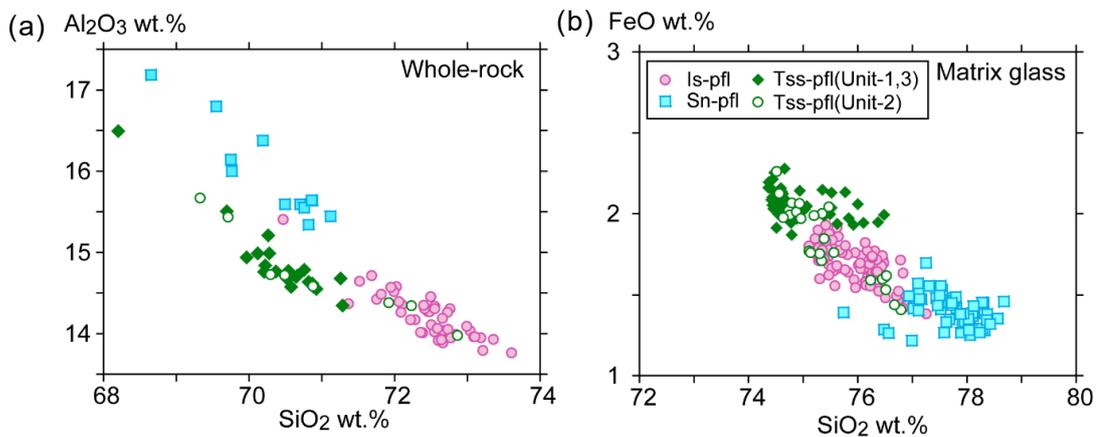 (a) Al₂O₃ wt.%
Whole-rock
17
16
15
14
68 70 72 74
SiO₂ wt.%
(b) FeO wt.%
Matrix glass
Is-pfl Tss-pfl(Unit-1,3)
Sn-pfl Tss-pfl(Unit-2)
3
2
1
72 74 76 78 80
SiO₂ wt.%